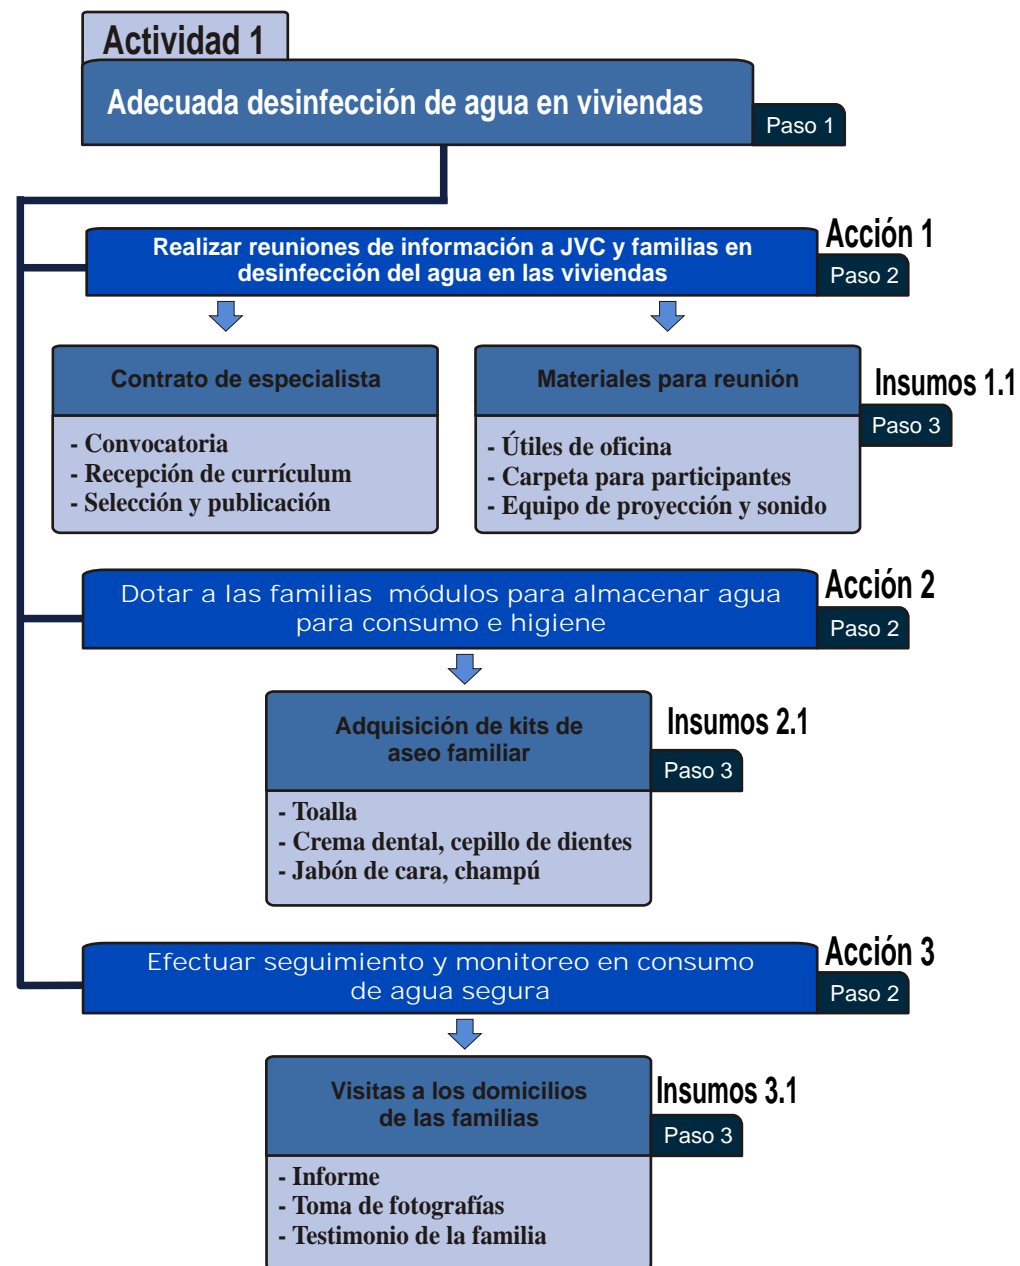 Actividad 1
Adecuada desinfección de agua en viviendas
Paso 1
Acción 1
Realizar reuniones de información a JVC y familias en
desinfección del agua en las viviendas
Paso 2
Contrato de especialista
- Convocatoria
- Recepción de currículum
- Selección y publicación
Materiales para reunión
- Útiles de oficina
- Carpeta para participantes
- Equipo de proyección y sonido
Insumos 1.1
Paso 3
Acción 2
Dotar a las familias módulos para almacenar agua
para consumo e higiene
Paso 2
Adquisición de kits de
aseo familiar
Insumos 2.1
Paso 3
- Toalla
- Crema dental, cepillo de dientes
- Jabón de cara, champú
Acción 3
Efectuar seguimiento y monitoreo en consumo
de agua segura
Paso 2
Visitas a los domicilios
de las familias
Insumos 3.1
Paso 3
- Informe
- Toma de fotografías
- Testimonio de la familia